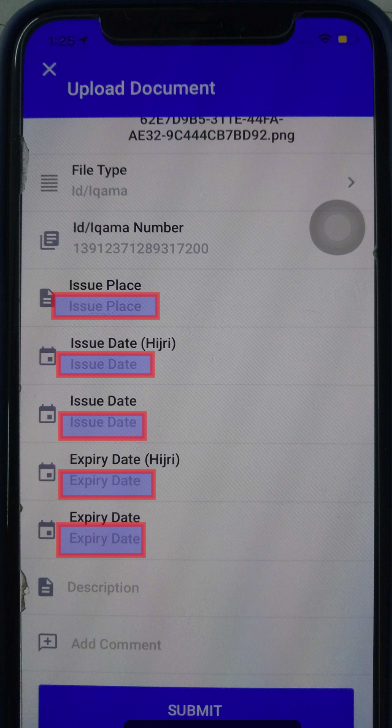 1:25
Upload Document
62E7D9B5-311E-44FA-
AE32-9C444CB7BD92.png
File Type
Id/Iqama
Id/Iqama Number
13912371289317200
Issue Place
Issue Place
Issue Date (Hijri)
Issue Date
Issue Date
Issue Date
Expiry Date (Hijri)
Expiry Date
Expiry Date
Expiry Date
Description
Add Comment
SUBMIT